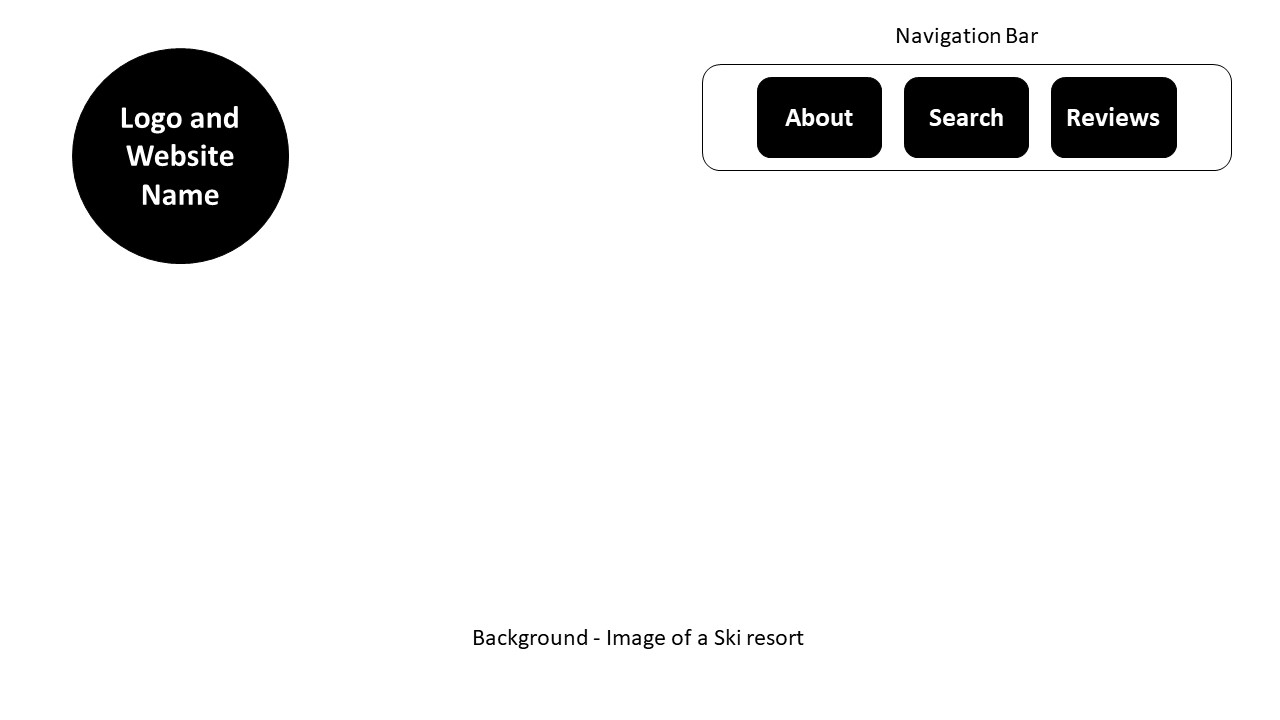 Navigation Bar
Logo and
Website
Name
About
Search
Reviews
Background - Image of a Ski resort